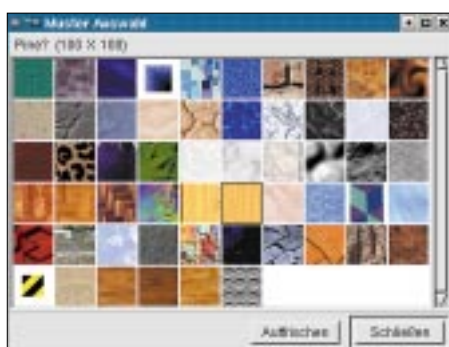 Muster Auswahl
Pine? (100 X 100)
Auffrischen
Schließen